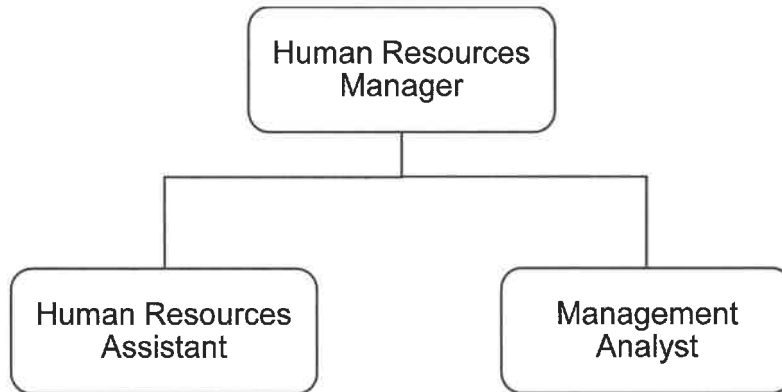 Human Resources
Manager
Human Resources
Assistant
Management
Analyst